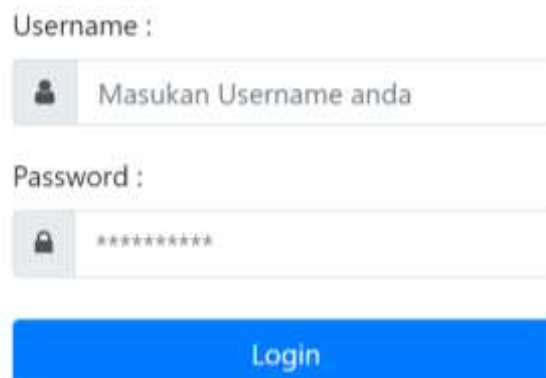 Username :
Masukan Username anda
Password :
**********
Login